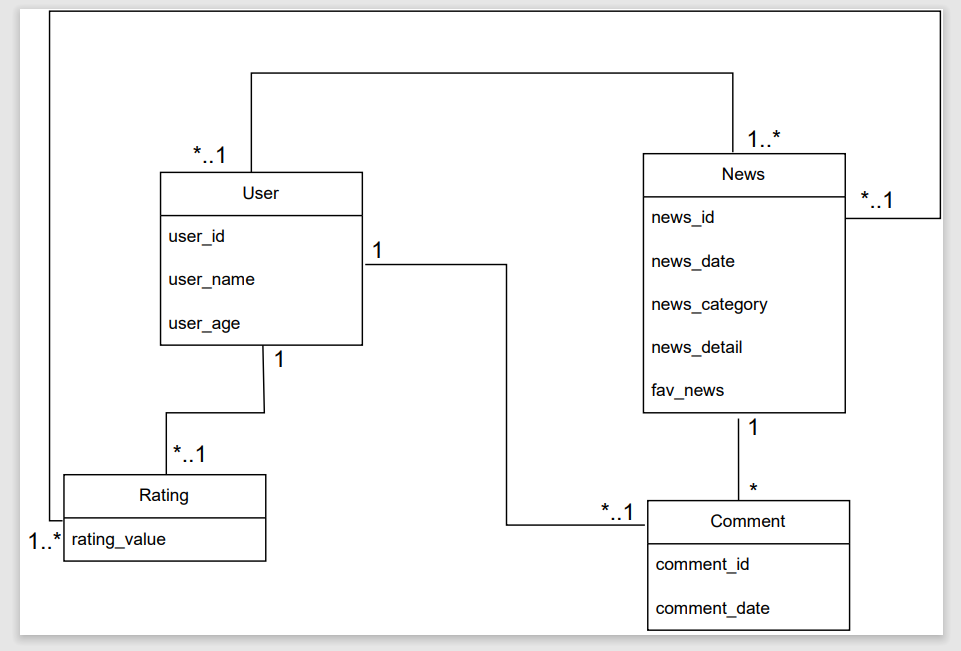 *..1
1..*
User
user_id
user_name
user_age
1
1
News
news_id
news_date
news_category
news_detail
fav_news
*..1
1
*
*..1
Rating
rating_value
1..*
*..1
Comment
comment_id
comment_date